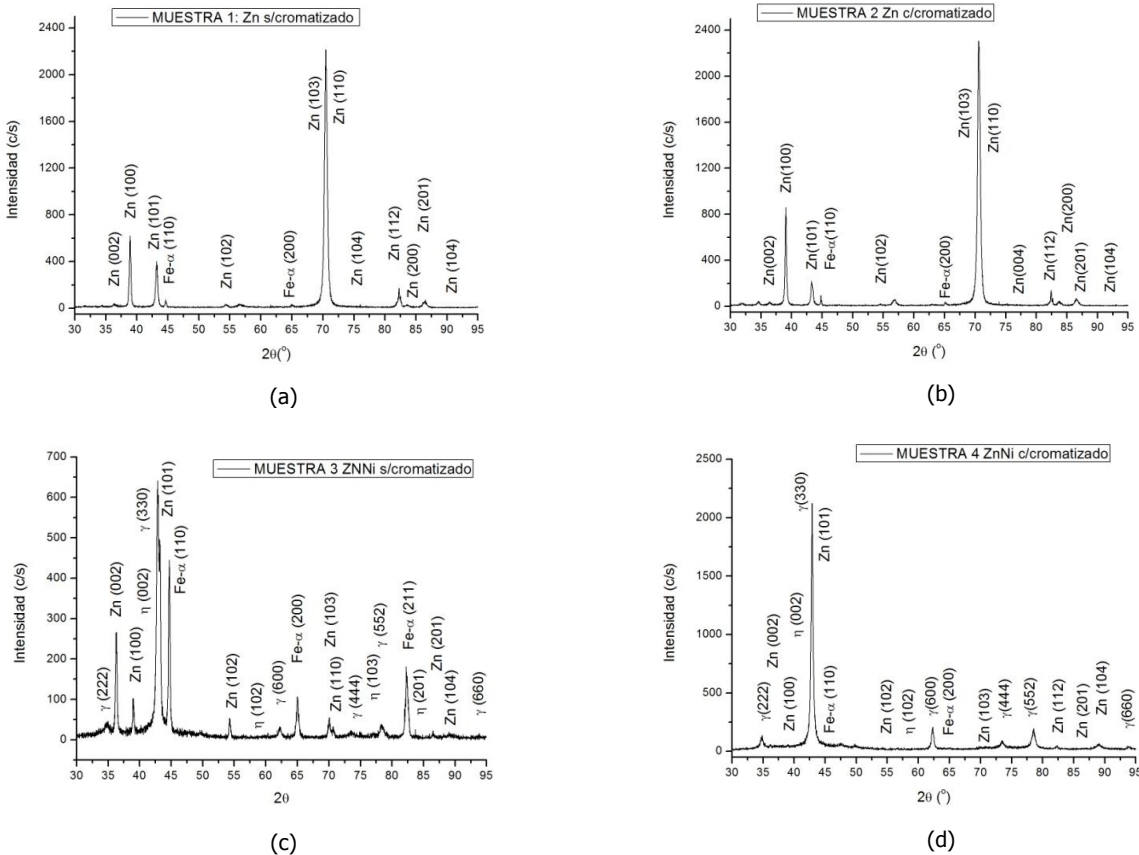 MUESTRA 1: Zn s/cromatizado
Intensidad (c/s)
2400
2000
1600
1200
800
400
0
Zn (002)
Zn (100)
Zn (101)
Fe-α (110)
Zn (102)
Fe-α (200)
Zn (103)
Zn (110)
Zn (104)
Zn (112)
Zn (200)
Zn (201)
Zn (104)
30 35 40 45 50 55 60 65 70 75 80 85 90 95
2θ(°)
(a)
MUESTRA 2 Zn c/cromatizado
Intensidad (c/s)
2400
2000
1600
1200
800
400
0
Zn(002)
Zn(100)
Zn(101)
Fe-α(110)
Zn(102)
Fe-α(200)
Zn(103)
Zn(110)
Zn(004)
Zn(112)
Zn(200)
Zn(201)
Zn(104)
30 35 40 45 50 55 60 65 70 75 80 85 90 95
2θ (°)
(b)
MUESTRA 3 ZNNi s/cromatizado
Intensidad (c/s)
700
600
500
400
300
200
100
0
γ (222)
Zn (002)
Zn (100)
η (002)
γ (330)
Zn (101)
Fe-α (110)
Zn (102)
η (102)
γ (600)
Fe-α (200)
Zn (103)
Zn (110)
γ (444)
η (103)
γ (552)
Fe-α (211)
η (201)
Zn (201)
Zn (104)
γ (660)
30 35 40 45 50 55 60 65 70 75 80 85 90 95
2θ
(c)
MUESTRA 4 ZnNi c/cromatizado
Intensidad (c/s)
2500
2000
1500
1000
500
0
γ(222)
Zn (002)
Zn (100)
η (002)
γ(330)
Zn (101)
Fe-α (110)
Zn (102)
η (102)
γ(600)
Fe-α (200)
Zn (103)
γ(444)
γ(552)
Zn (112)
Zn (201)
Zn (104)
γ(660)
30 35 40 45 50 55 60 65 70 75 80 85 90 95
2θ (°)
(d)